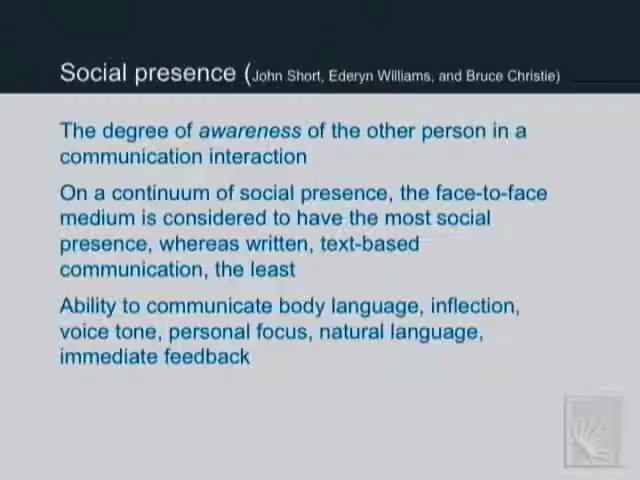 Social presence (John Short, Ederyn Williams, and Bruce Christie)
The degree of awareness of the other person in a
communication interaction
On a continuum of social presence, the face-to-face
medium is considered to have the most social
presence, whereas written, text-based
communication, the least
Ability to communicate body language, inflection,
voice tone, personal focus, natural language,
immediate feedback